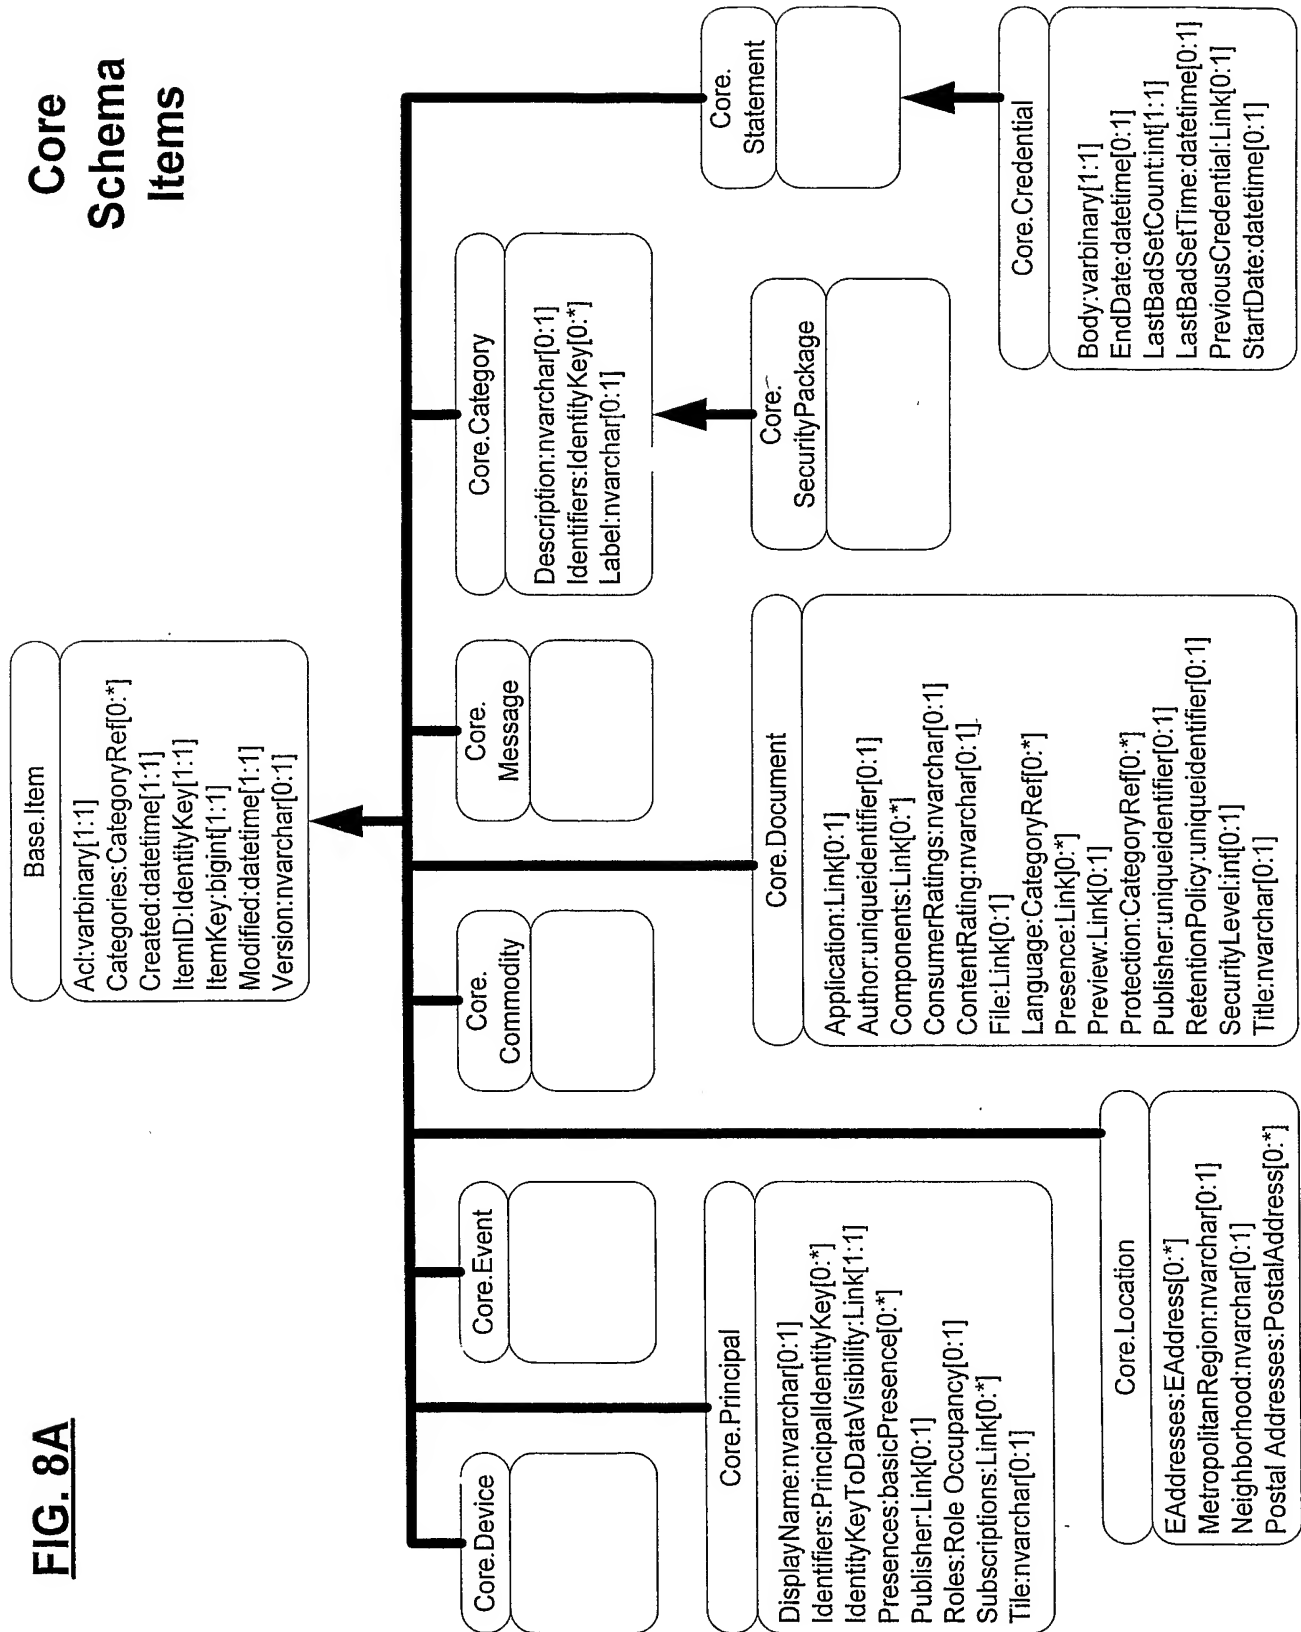 FIG. 8A
Core
Schema
Items
Base.Item
Acl:varbinary[1:1]
Categories:CategoryRef[0:*]
Created:datetime[1:1]
ItemID:IdentityKey[1:1]
ItemKey:bigint[1:1]
Modified:datetime[1:1]
Version:nvarchar[0:1]
Core.Device
Core.Event
Core.
Commodity
Core.
Message
Core.Category
Description:nvarchar[0:1]
Identifiers:IdentityKey[0:*]
Label:nvarchar[0:1]
Core.
Statement
Core.Principal
DisplayName:nvarchar[0:1]
Identifiers:PrincipalIdentityKey[0:*]
IdentityKeyToDataVisibility:Link[1:1]
Presences:basicPresence[0:*]
Publisher:Link[0:1]
Roles:Role Occupancy[0:1]
Subscriptions:Link[0:*]
Tile:nvarchar[0:1]
Core.Document
Application:Link[0:1]
Author:uniqueidentifier[0:1]
Components:Link[0:*]
ConsumerRatings:nvarchar[0:1]
ContentRating:nvarchar[0:1]
File:Link[0:1]
Language:CategoryRef[0:*]
Presence:Link[0:*]
Preview:Link[0:1]
Protection:CategoryRef[0:*]
Publisher:uniqueidentifier[0:1]
RetentionPolicy:uniqueidentifier[0:1]
SecurityLevel:int[0:1]
Title:nvarchar[0:1]
Core.
SecurityPackage
Core.Location
EAddresses:EAddress[0:*]
MetropolitanRegion:nvarchar[0:1]
Neighborhood:nvarchar[0:1]
Postal Addresses:PostalAddress[0:*]
Core.Credential
Body:varbinary[1:1]
EndDate:datetime[0:1]
LastBadSetCount:int[1:1]
LastBadSetTime:datetime[0:1]
PreviousCredential:Link[0:1]
StartDate:datetime[0:1]